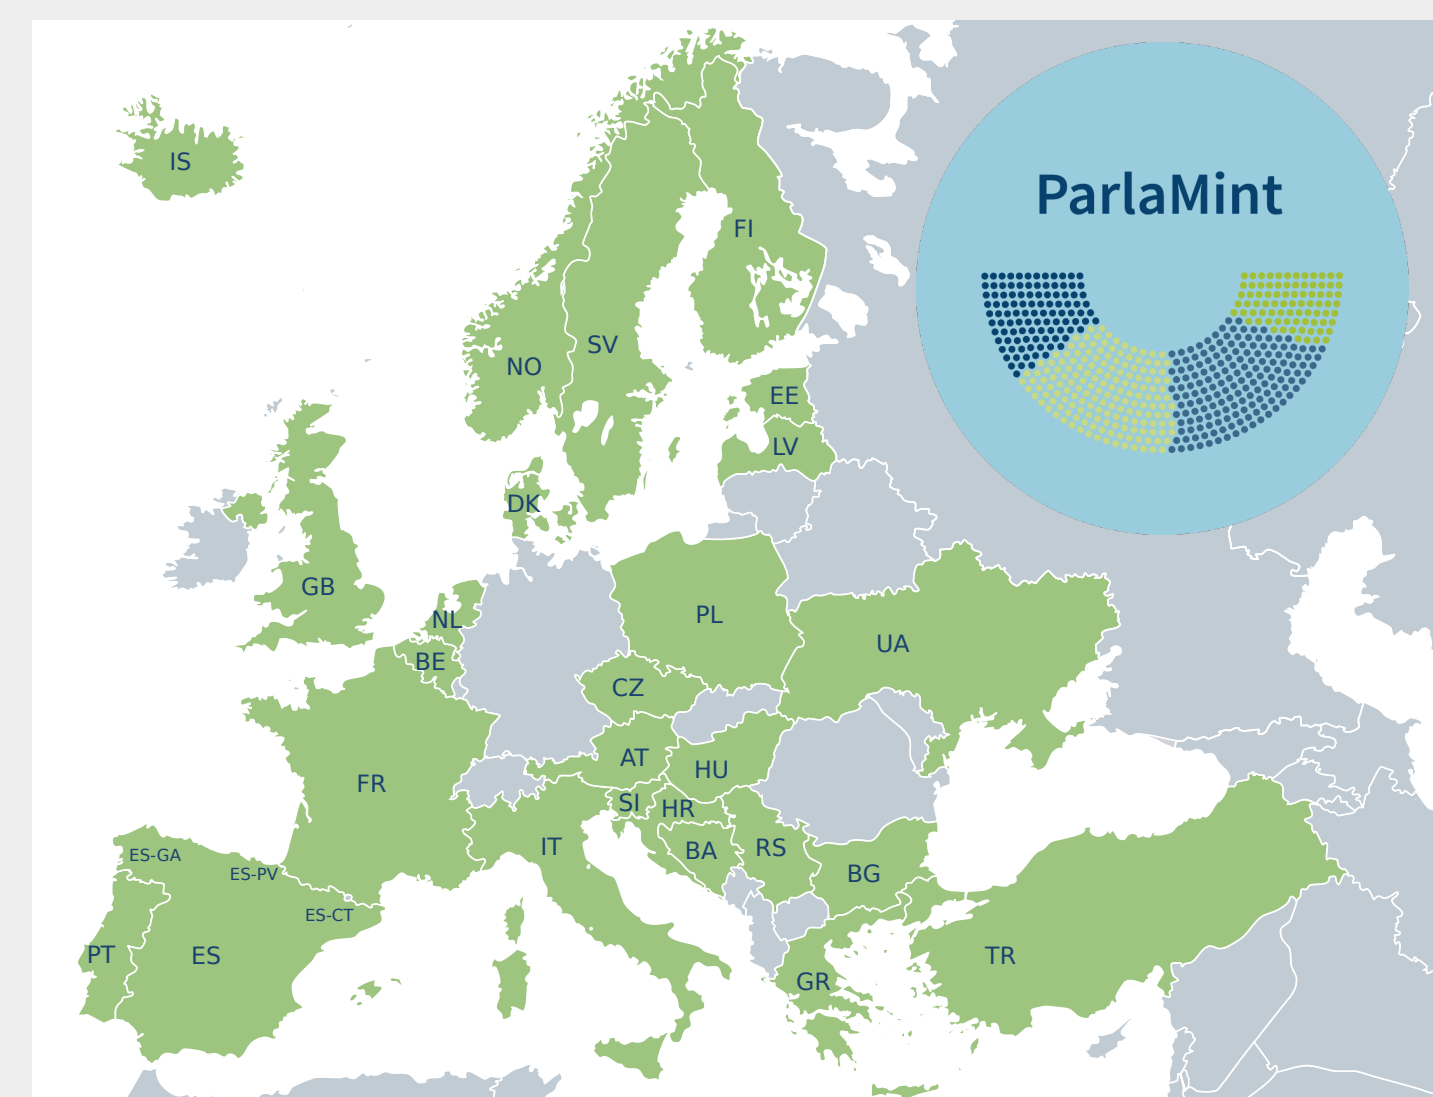 ParlaMint
IS
FI
SV
NO
EE
LV
DK
GB
NL
PL
UA
BE
CZ
AT
HU
FR
SI
HR
IT
BA
RS
ES-GA
ES-PV
BG
ES-CT
PT
ES
TR
GR